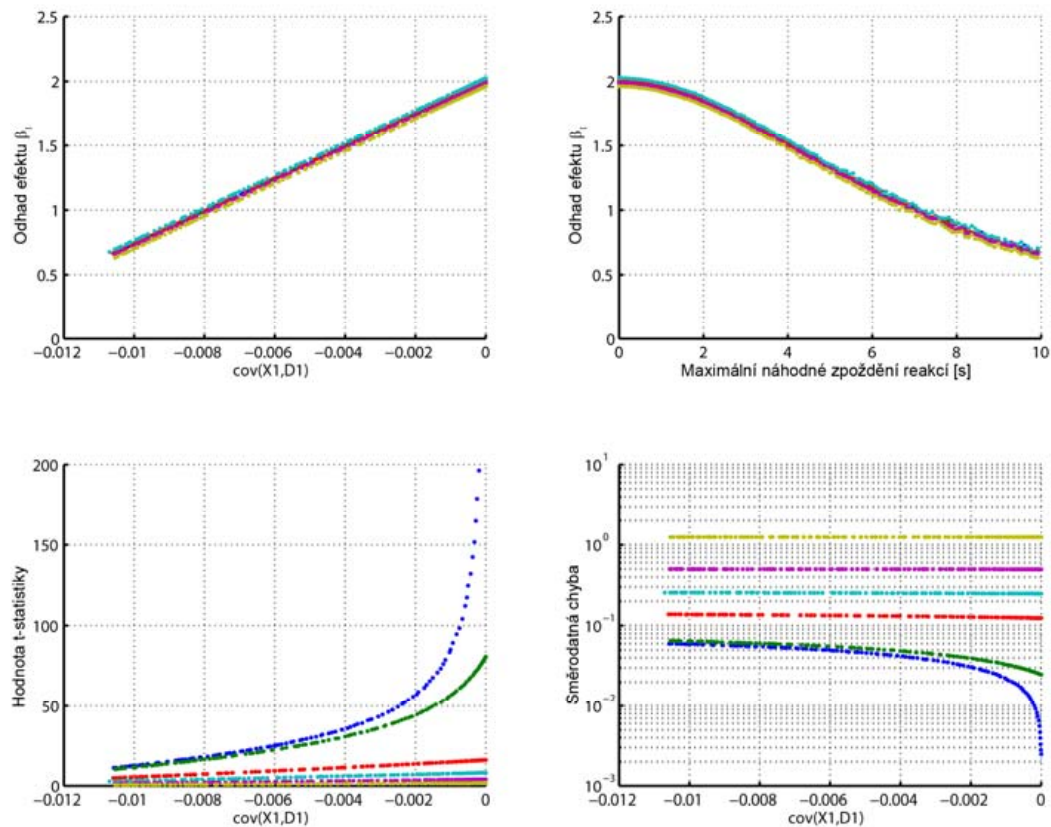 2.5
2
1.5
1
0.5
0
Odhad efektu β1
−0.012 −0.01 −0.008 −0.006 −0.004 −0.002 0
cov(X1,D1)
2.5
2
1.5
1
0.5
0
Odhad efektu β1
0 2 4 6 8 10
Maximální náhodné zpoždění reakcí [s]
200
150
100
50
0
Hodnota t-statistiky
−0.012 −0.01 −0.008 −0.006 −0.004 −0.002 0
cov(X1,D1)
10^1
10^0
10^−1
10^−2
10^−3
Směrodatná chyba
−0.012 −0.01 −0.008 −0.006 −0.004 −0.002 0
cov(X1,D1)